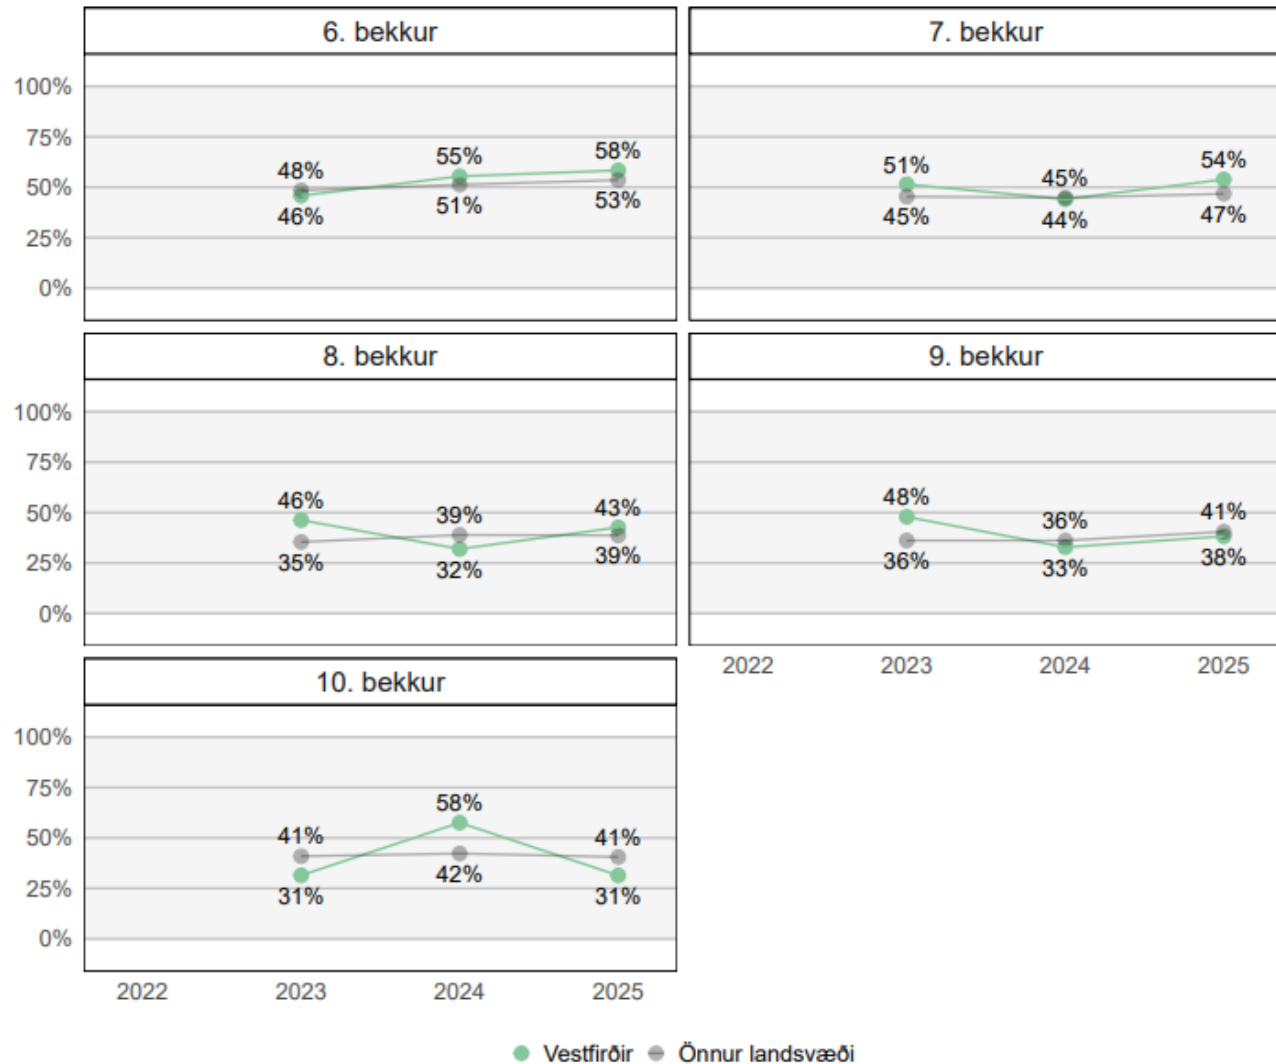 6. bekkur
7. bekkur
100%
75%
50%
25%
0%
48% 55% 58%
46% 51% 53%
51% 45% 54%
45% 44% 47%
8. bekkur
9. bekkur
100%
75%
50%
25%
0%
46% 39% 43%
35% 32% 39%
48% 36% 41%
36% 33% 38%
2022 2023 2024 2025
10. bekkur
100%
75%
50%
25%
0%
41% 58% 41%
31% 42% 31%
2022 2023 2024 2025
Vestfirðir Önnur landsvæði